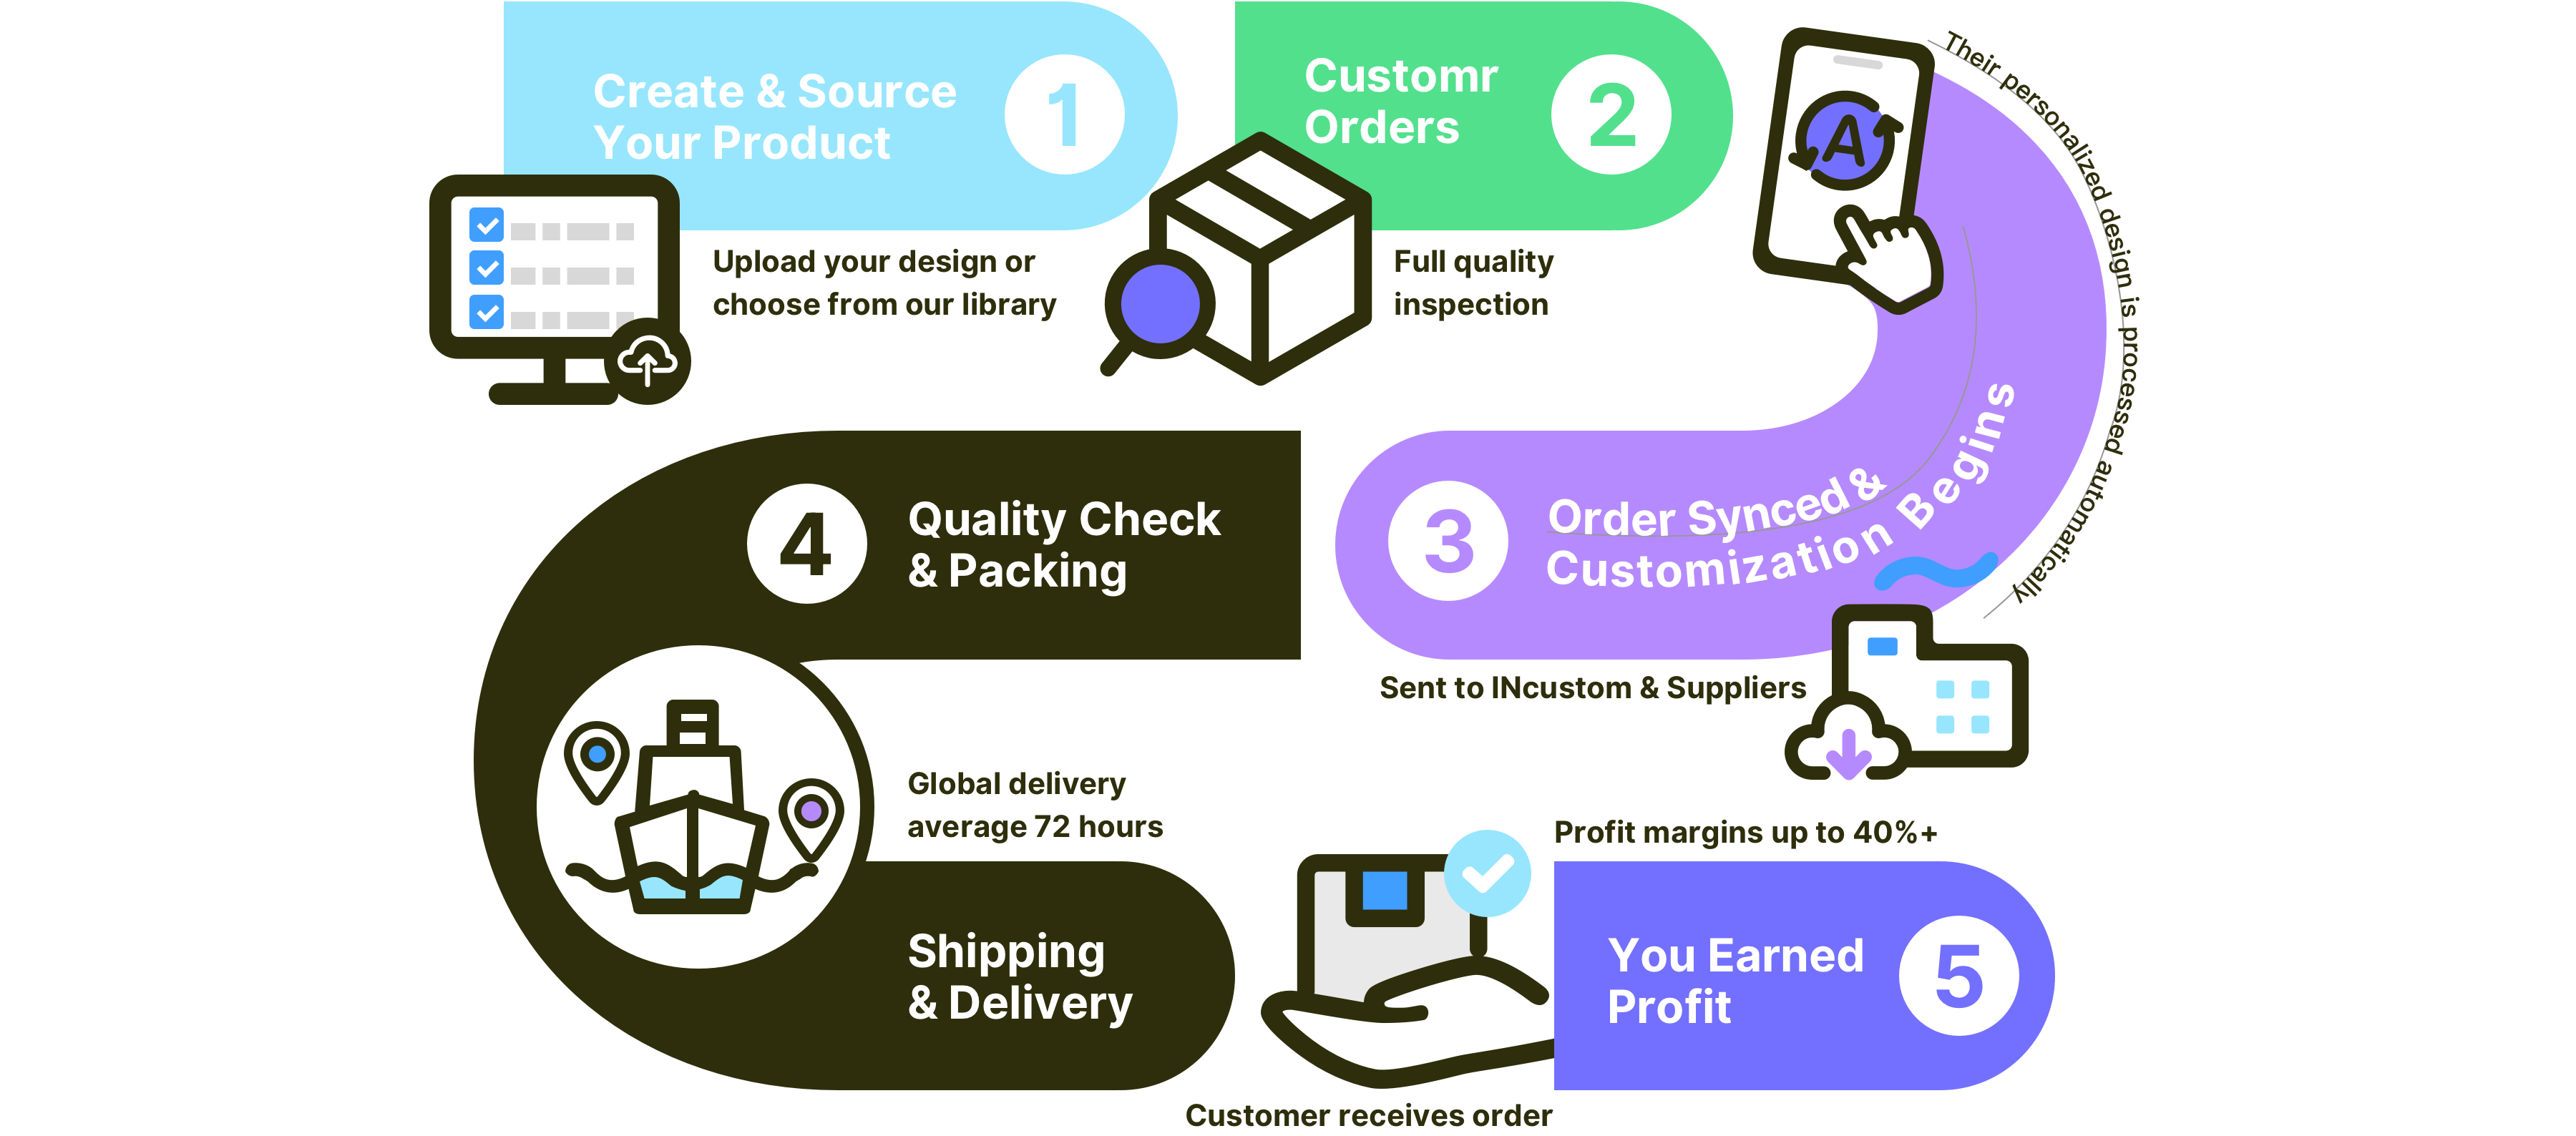 Create & Source
Your Product
1
Upload your design or
choose from our library
Customr
Orders
2
Full quality
inspection
A
Their personalized design is processed automatically
3
Order Synced &
Customization Begins
Sent to INcustom & Suppliers
4
Quality Check
& Packing
Global delivery
average 72 hours
Shipping
& Delivery
Customer receives order
Profit margins up to 40%+
You Earned
Profit
5